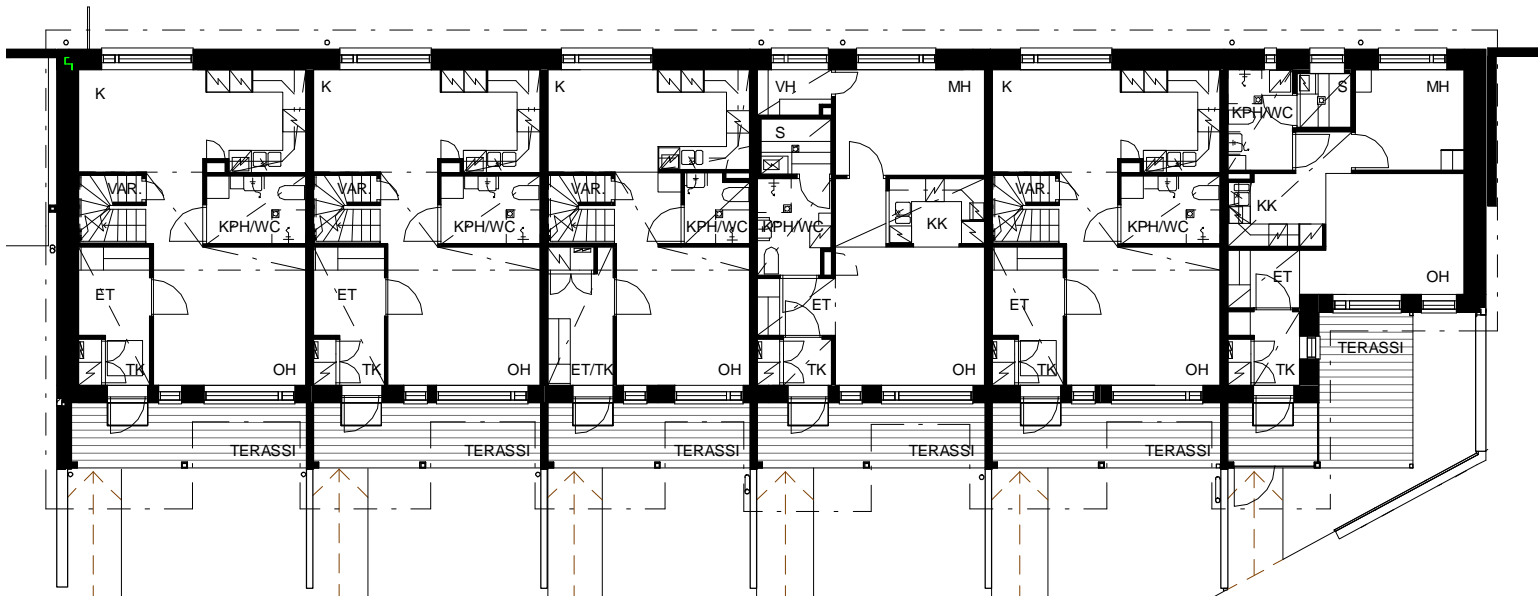 K
K
K
VH
MH
K
S
MH
KPH/WC
S
VAR.
VAR.
VAR.
VAR.
KPH/WC
KPH/WC
KPH/WC
KPH/WC
KK
KPH/WC
KK
ET
ET
ET
ET
ET
OH
TERASSI
TK
OH
TK
OH
ET/TK
OH
TK
OH
TK
OH
TK
TERASSI
TERASSI
TERASSI
TERASSI
TERASSI